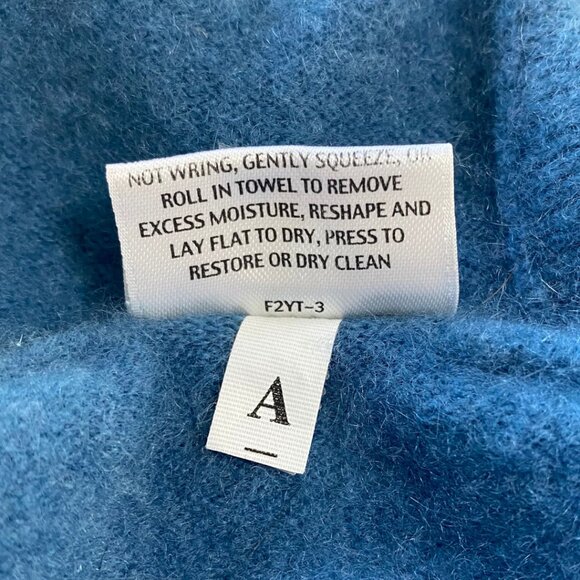 NOT WRING, GENTLY SQUEEZE, OR
ROLL IN TOWEL TO REMOVE
EXCESS MOISTURE, RESHAPE AND
LAY FLAT TO DRY, PRESS TO
RESTORE OR DRY CLEAN
F2YT-3
A